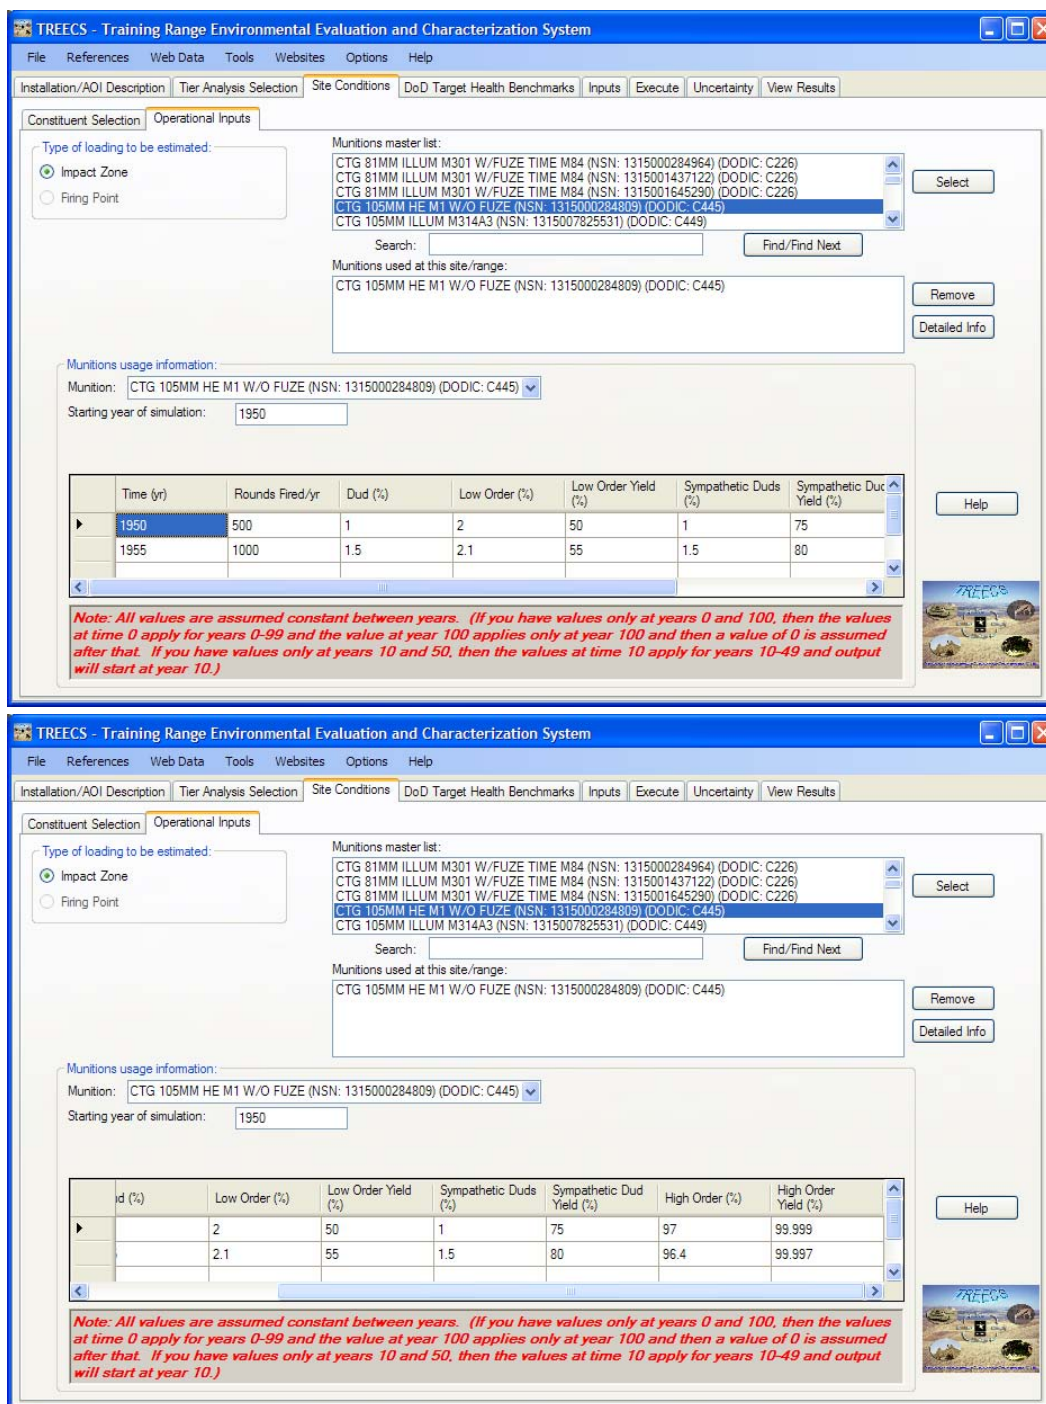 TREECS - Training Range Environmental Evaluation and Characterization System
File References Web Data Tools Websites Options Help
Installation/AOI Description Tier Analysis Selection Site Conditions DoD Target Health Benchmarks Inputs Execute Uncertainty View Results
Constituent Selection Operational Inputs
Type of loading to be estimated:
Impact Zone
Firing Point
Munitions master list:
CTG 81MM ILLUM M301 W/FUZE TIME M84 (NSN: 1315000284964) (DODIC: C226)
CTG 81MM ILLUM M301 W/FUZE TIME M84 (NSN: 1315001437122) (DODIC: C226)
CTG 81MM ILLUM M301 W/FUZE TIME M84 (NSN: 1315001645290) (DODIC: C226)
CTG 105MM HE M1 W/O FUZE (NSN: 1315000284809) (DODIC: C445)
CTG 105MM ILLUM M314A3 (NSN: 1315007825531) (DODIC: C449)
Select
Search: Find/Find Next
Munitions used at this site/range:
CTG 105MM HE M1 W/O FUZE (NSN: 1315000284809) (DODIC: C445)
Remove
Detailed Info
Munitions usage information:
Munition: CTG 105MM HE M1 W/O FUZE (NSN: 1315000284809) (DODIC: C445)
Starting year of simulation: 1950
Time (yr) Rounds Fired/yr Dud (%) Low Order (%) Low Order Yield (%) Sympathetic Duds (%) Sympathetic Duc Yield (%)
1950 500 1 2 50 1 75
1955 1000 1.5 2.1 55 1.5 80
Help
TREECS
Note: All values are assumed constant between years. (If you have values only at years 0 and 100, then the values
at time 0 apply for years 0-99 and the value at year 100 applies only at year 100 and then a value of 0 is assumed
after that. If you have values only at years 10 and 50, then the values at time 10 apply for years 10-49 and output
will start at year 10.)
TREECS - Training Range Environmental Evaluation and Characterization System
File References Web Data Tools Websites Options Help
Installation/AOI Description Tier Analysis Selection Site Conditions DoD Target Health Benchmarks Inputs Execute Uncertainty View Results
Constituent Selection Operational Inputs
Type of loading to be estimated:
Impact Zone
Firing Point
Munitions master list:
CTG 81MM ILLUM M301 W/FUZE TIME M84 (NSN: 1315000284964) (DODIC: C226)
CTG 81MM ILLUM M301 W/FUZE TIME M84 (NSN: 1315001437122) (DODIC: C226)
CTG 81MM ILLUM M301 W/FUZE TIME M84 (NSN: 1315001645290) (DODIC: C226)
CTG 105MM HE M1 W/O FUZE (NSN: 1315000284809) (DODIC: C445)
CTG 105MM ILLUM M314A3 (NSN: 1315007825531) (DODIC: C449)
Select
Search: Find/Find Next
Munitions used at this site/range:
CTG 105MM HE M1 W/O FUZE (NSN: 1315000284809) (DODIC: C445)
Remove
Detailed Info
Munitions usage information:
Munition: CTG 105MM HE M1 W/O FUZE (NSN: 1315000284809) (DODIC: C445)
Starting year of simulation: 1950
ud (%) Low Order (%) Low Order Yield (%) Sympathetic Duds (%) Sympathetic Dud Yield (%) High Order (%) High Order Yield (%)
2 50 1 75 97 99.999
2.1 55 1.5 80 96.4 99.997
Help
TREECS
Note: All values are assumed constant between years. (If you have values only at years 0 and 100, then the values
at time 0 apply for years 0-99 and the value at year 100 applies only at year 100 and then a value of 0 is assumed
after that. If you have values only at years 10 and 50, then the values at time 10 apply for years 10-49 and output
will start at year 10.)